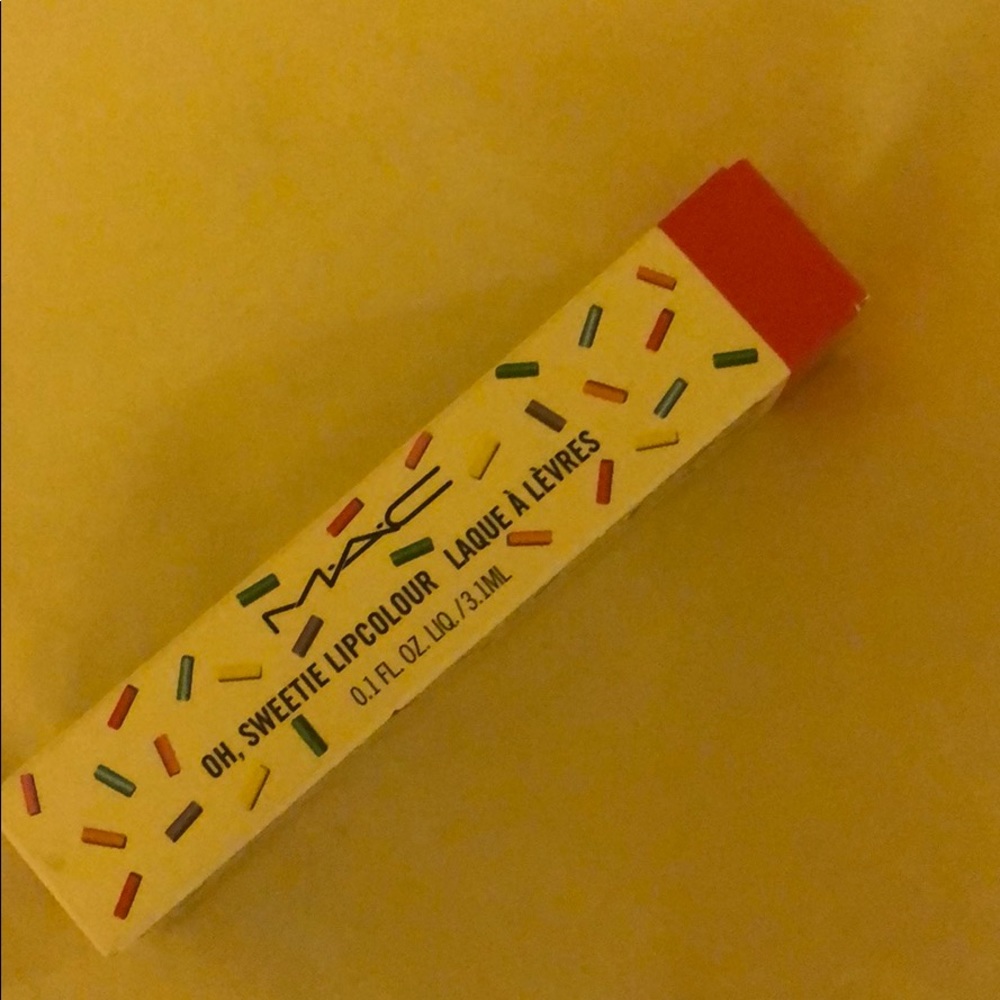 M·A·C
OH, SWEETIE LIPCOLOUR LAQUE À LÈVRES
0.1 FL. OZ. LIQ. / 3.1ML